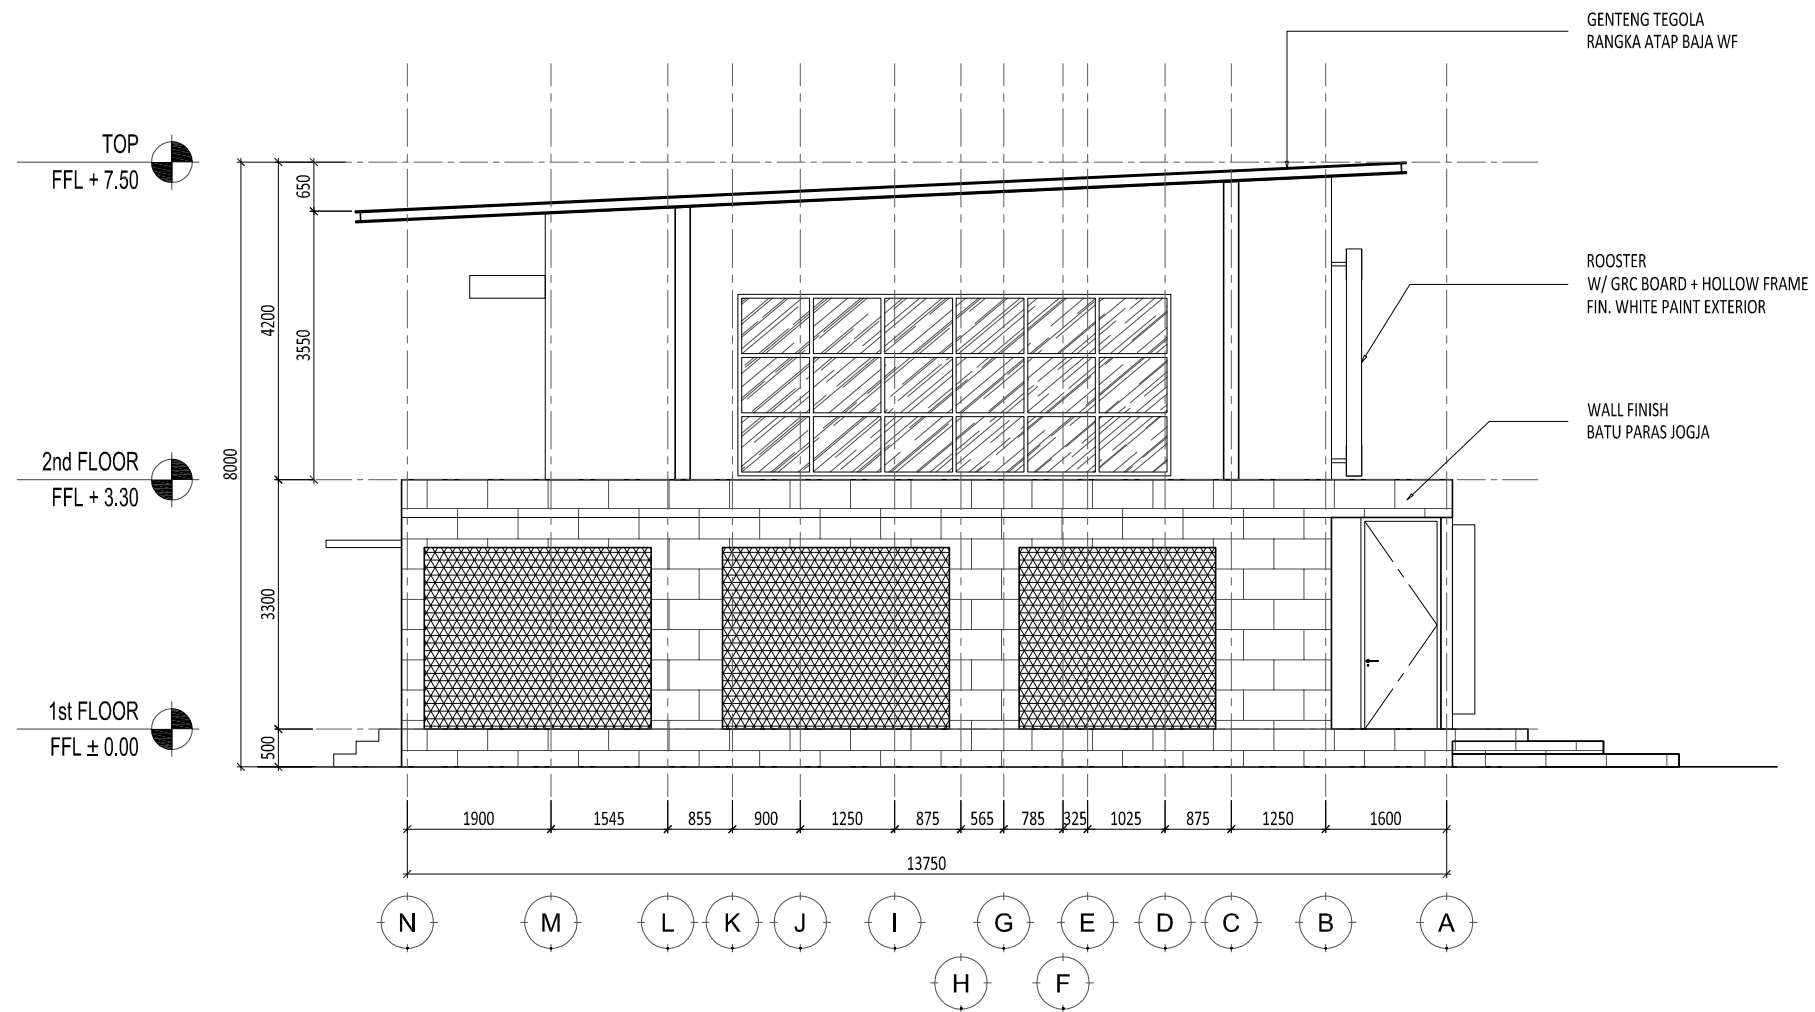 GENTENG TEGOLA
RANGKA ATAP BAJA WF
TOP
FFL + 7.50
650
ROOSTER
W/ GRC BOARD + HOLLOW FRAME
FIN. WHITE PAINT EXTERIOR
4200
3550
WALL FINISH
BATU PARAS JOGJA
8000
2nd FLOOR
FFL + 3.30
3300
1st FLOOR
FFL ± 0.00
500
1900 1545 855 900 1250 875 565 785 325 1025 875 1250 1600
13750
N M L K J I G E D C B A
H F